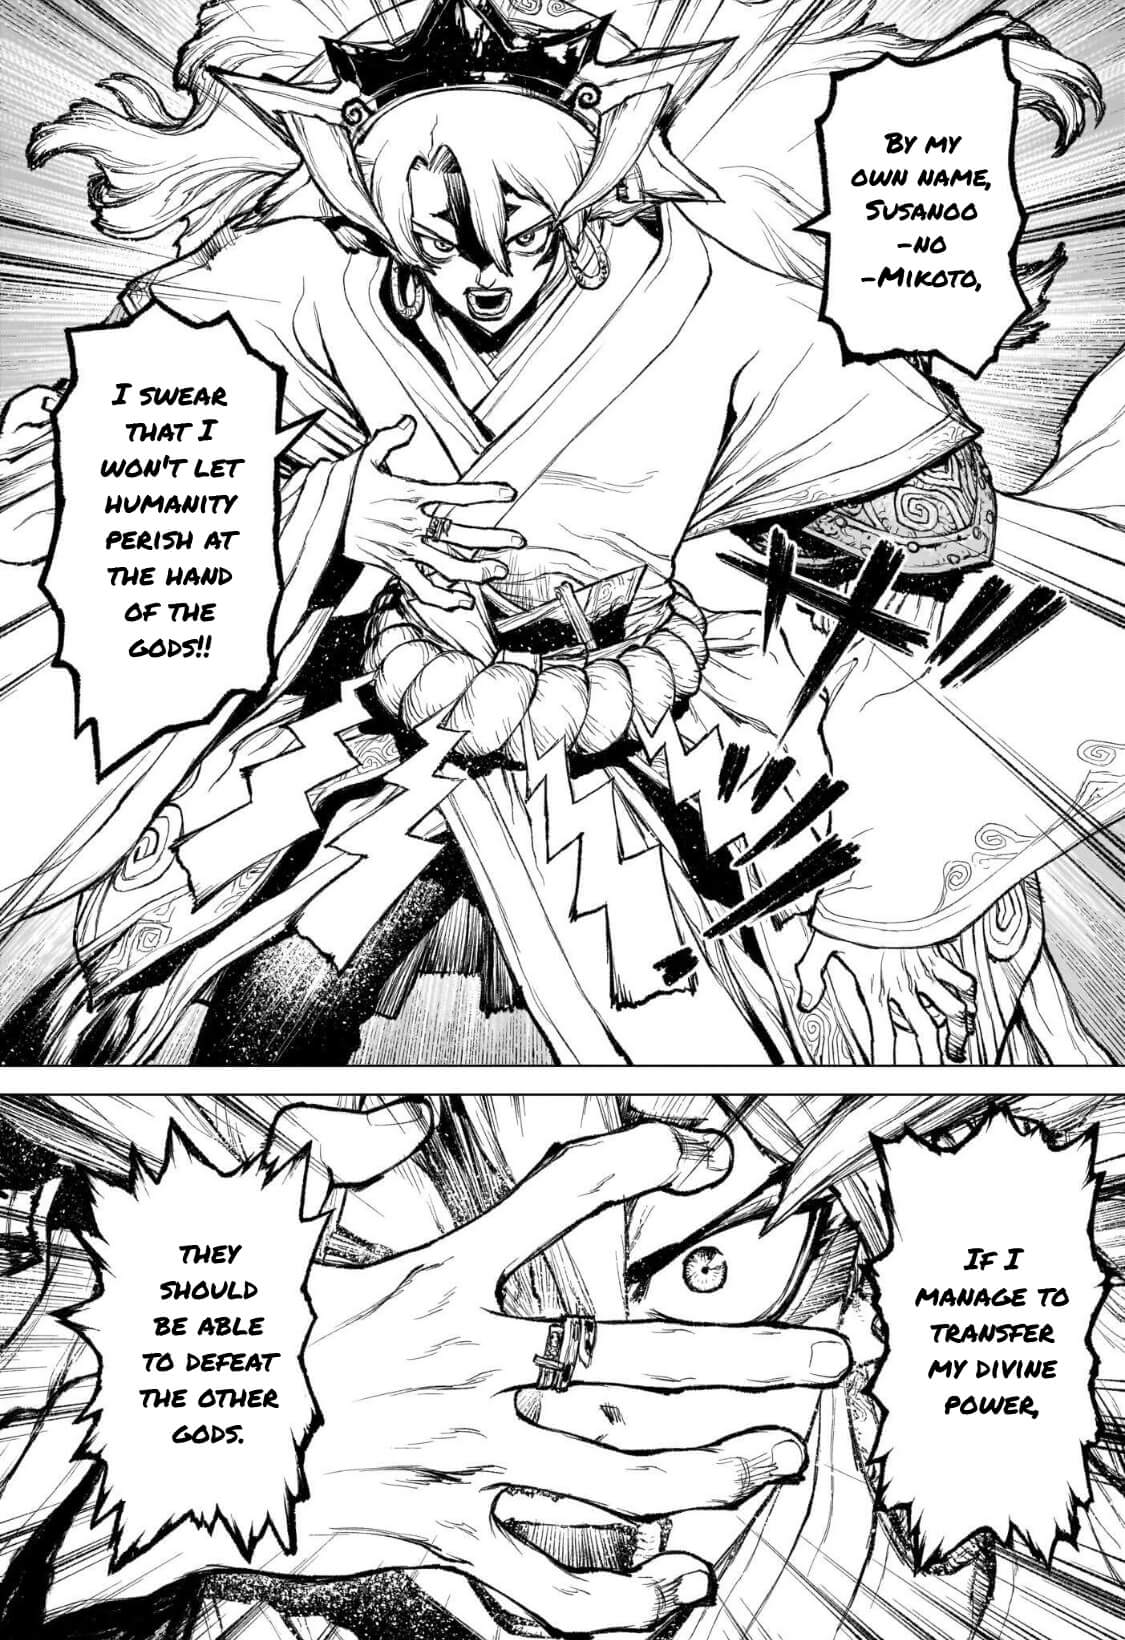 BY MY
OWN NAME,
SUSANOO
-NO
-MIKOTO,
I SWEAR
THAT I
WON'T LET
HUMANITY
PERISH AT
THE HAND
OF THE
GODS!!
IF I
MANAGE TO
TRANSFER
MY DIVINE
POWER,
THEY
SHOULD
BE ABLE
TO DEFEAT
THE OTHER
GODS.